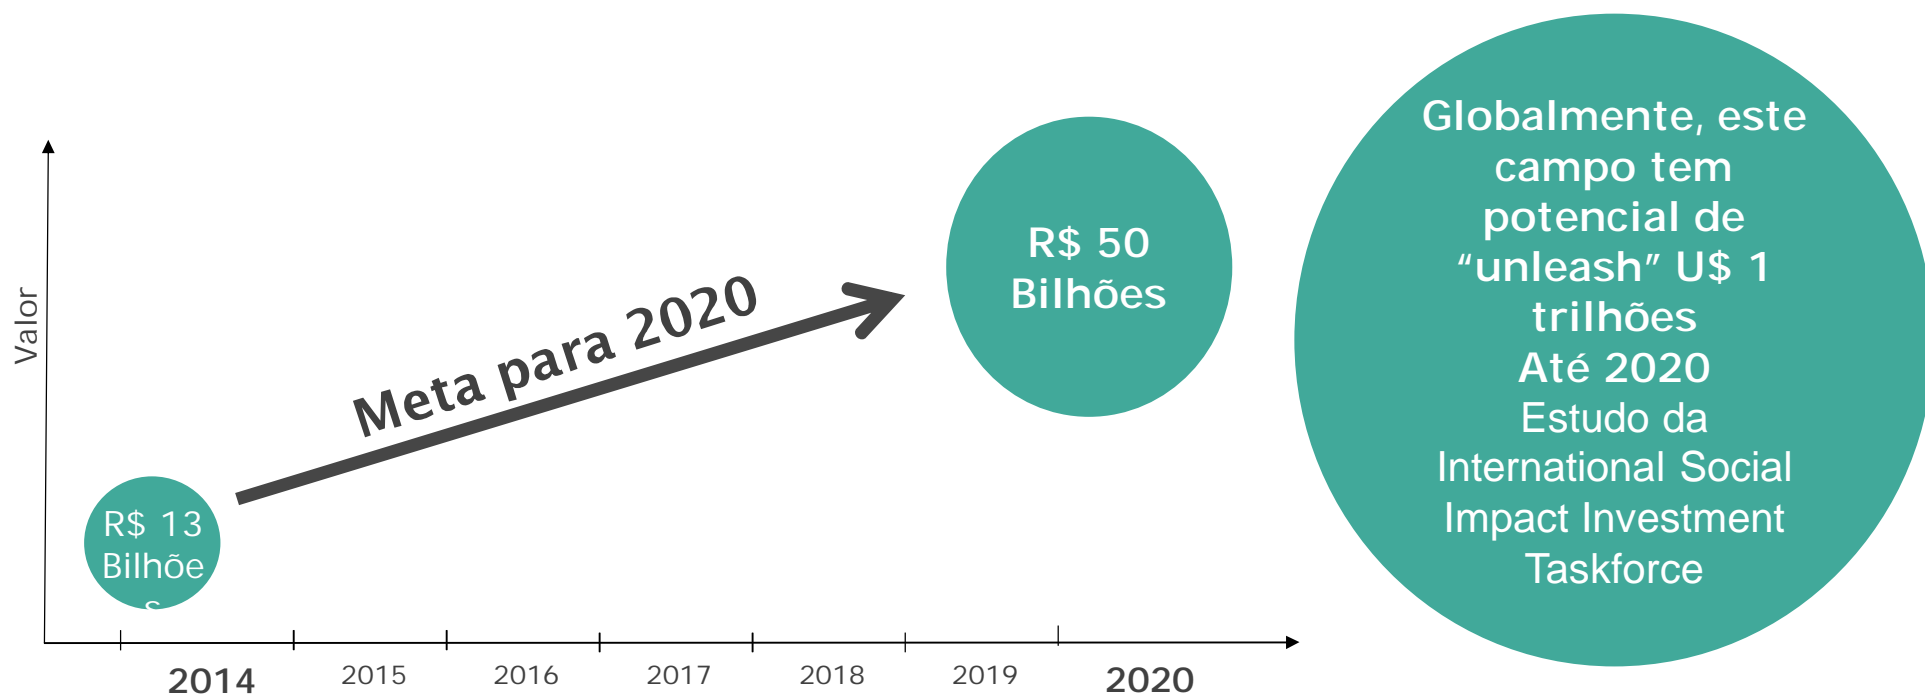 Valor
R$ 13
Bilhõe
s
Meta para 2020
R$ 50
Bilhões
Globalmente, este
campo tem
potencial de
“unleash” U$ 1
trilhões
Até 2020
Estudo da
International Social
Impact Investment
Taskforce
2014
2015
2016
2017
2018
2019
2020